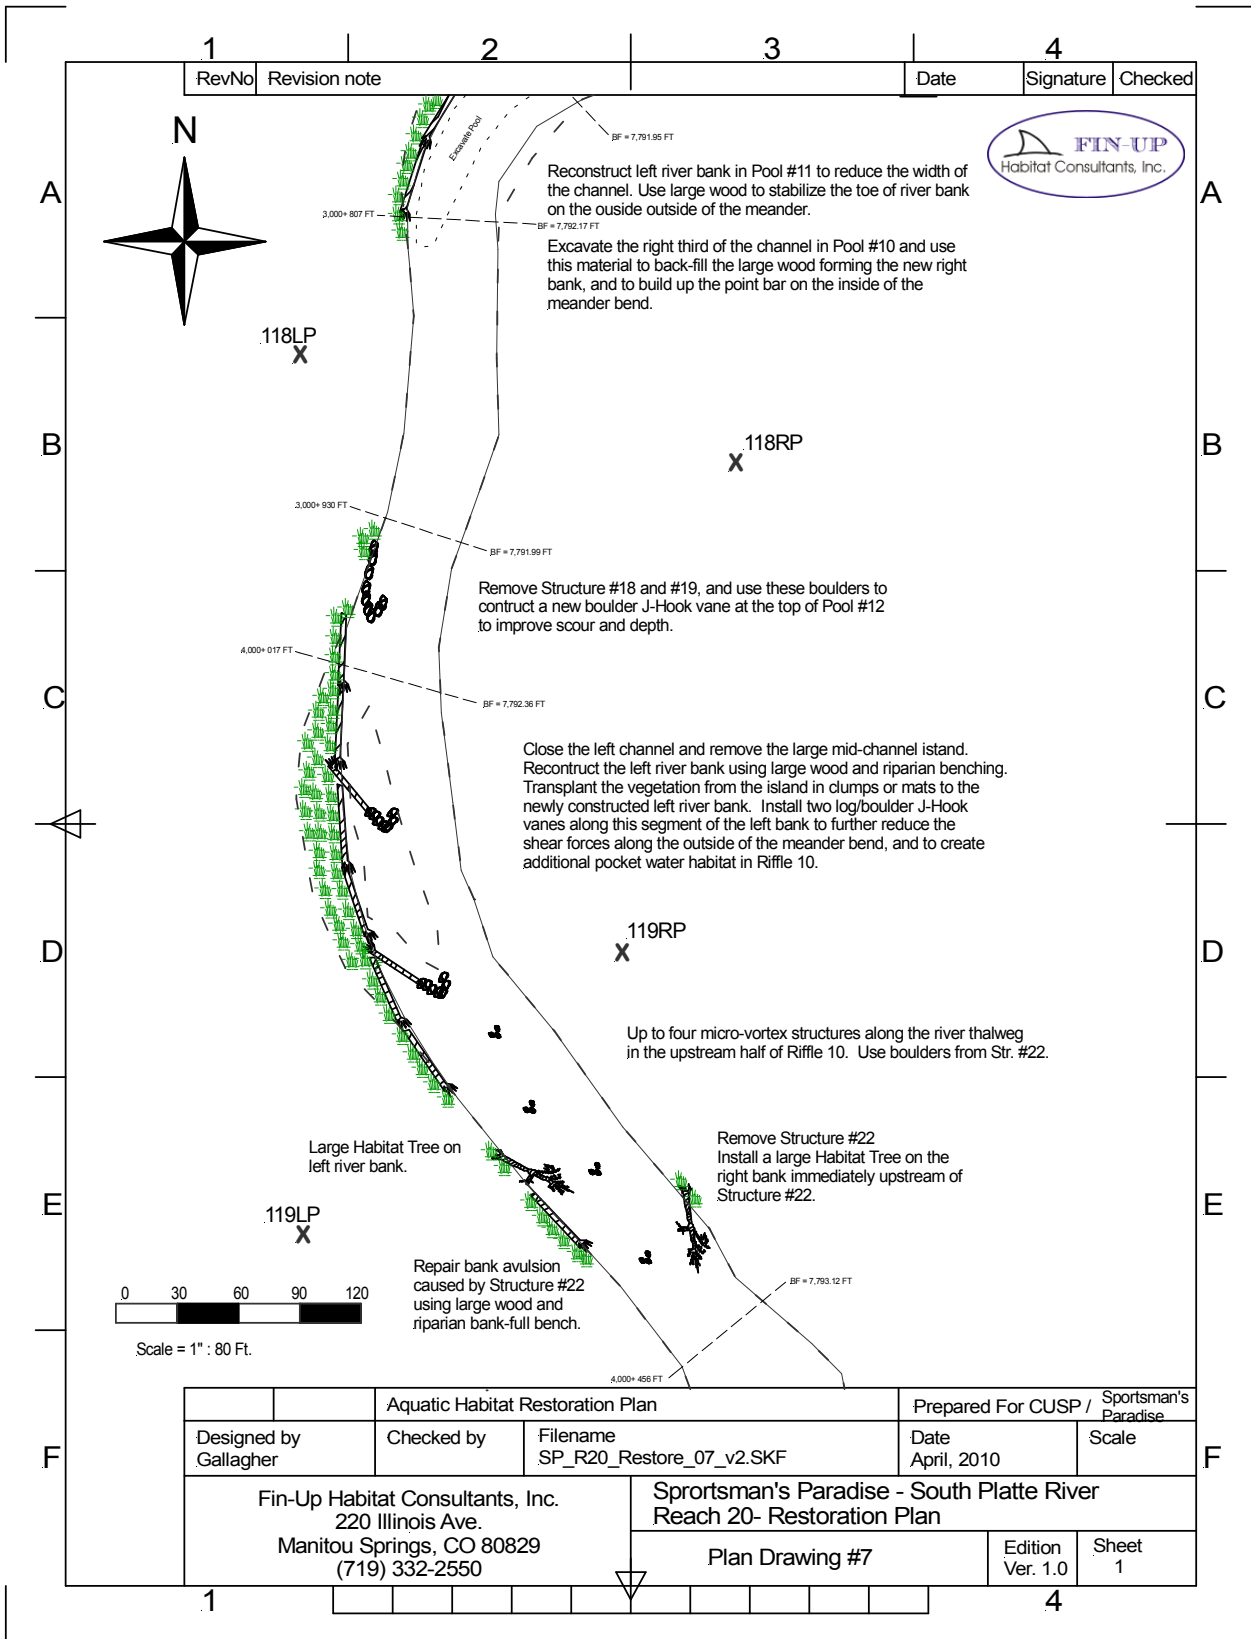 1 2 3 4
RevNo Revision note Date Signature Checked
N
Excavate Pool
BF = 7,791.95 FT
FIN-UP
Habitat Consultants, Inc.
A A
Reconstruct left river bank in Pool #11 to reduce the width of
the channel. Use large wood to stabilize the toe of river bank
on the ouside outside of the meander.
3,000+ 807 FT
BF = 7,792.17 FT
Excavate the right third of the channel in Pool #10 and use
this material to back-fill the large wood forming the new right
bank, and to build up the point bar on the inside of the
meander bend.
118LP
X
B B
118RP
X
3,000+ 930 FT
BF = 7,791.99 FT
Remove Structure #18 and #19, and use these boulders to
contruct a new boulder J-Hook vane at the top of Pool #12
to improve scour and depth.
4,000+ 017 FT
BF = 7,792.36 FT
C C
Close the left channel and remove the large mid-channel istand.
Recontruct the left river bank using large wood and riparian benching.
Transplant the vegetation from the island in clumps or mats to the
newly constructed left river bank. Install two log/boulder J-Hook
vanes along this segment of the left bank to further reduce the
shear forces along the outside of the meander bend, and to create
additional pocket water habitat in Riffle 10.
119RP
X
D D
Up to four micro-vortex structures along the river thalweg
in the upstream half of Riffle 10. Use boulders from Str. #22.
Large Habitat Tree on
left river bank.
Remove Structure #22
Install a large Habitat Tree on the
right bank immediately upstream of
Structure #22.
E E
119LP
X
Repair bank avulsion
caused by Structure #22
using large wood and
riparian bank-full bench.
BF = 7,793.12 FT
0 30 60 90 120
Scale = 1" : 80 Ft.
4,000+ 456 FT
Aquatic Habitat Restoration Plan
Prepared For CUSP / Sportsman's
Paradise
F F
Designed by
Gallagher
Checked by
Filename
SP_R20_Restore_07_v2.SKF
Date
April, 2010
Scale
Fin-Up Habitat Consultants, Inc.
220 Illinois Ave.
Manitou Springs, CO 80829
(719) 332-2550
Sprortsman's Paradise - South Platte River
Reach 20- Restoration Plan
Plan Drawing #7
Edition
Ver. 1.0
Sheet
1
1 4